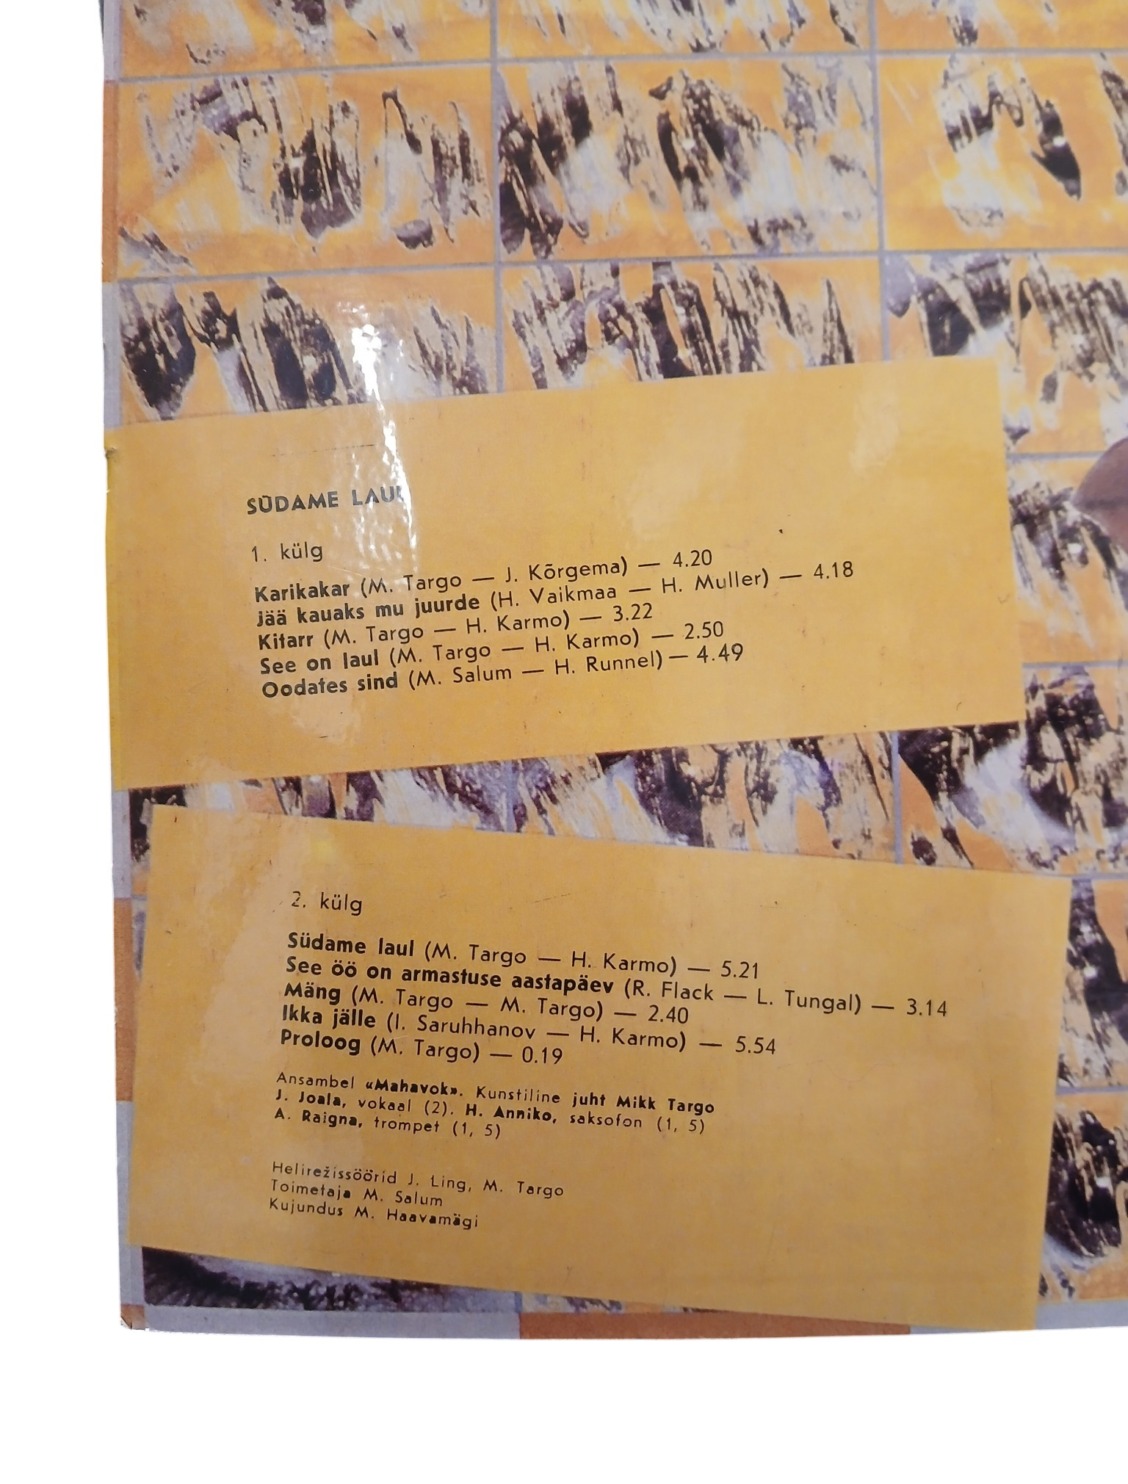 SÜDAME LAUL
1. külg
Karikakar (M. Targo — J. Kõrgema) — 4.20
Jää kauaks mu juurde (H. Vaikmaa — H. Muller) — 4.18
Kitarr (M. Targo — H. Karmo) — 3.22
See on laul (M. Targo — H. Karmo) — 2.50
Oodates sind (M. Salum — H. Runnel) — 4.49
2. külg
Südame laul (M. Targo — H. Karmo) — 5.21
See öö on armastuse aastapäev (R. Flack — L. Tungal) — 3.14
Mäng (M. Targo — M. Targo) — 2.40
Ikka jälle (I. Saruhhanov — H. Karmo) — 5.54
Proloog (M. Targo) — 0.19
Ansambel «Mahavok». Kunstiline juht Mikk Targo
J. Joala, vokaal (2). H. Anniko, saksofon (1, 5)
A. Raigna, trompet (1, 5)
Helirežissöörid J. Ling, M. Targo
Toimetaja M. Salum
Kujundus M. Haavamägi